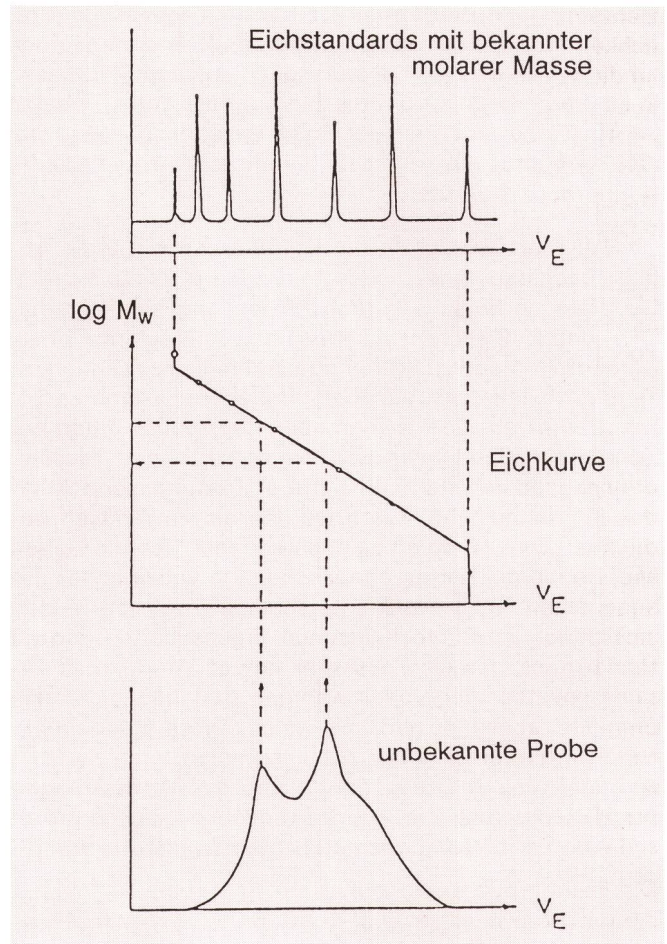 Eichstandards mit bekannter
molarer Masse
V_E
log M_w
Eichkurve
V_E
unbekannte Probe
V_E